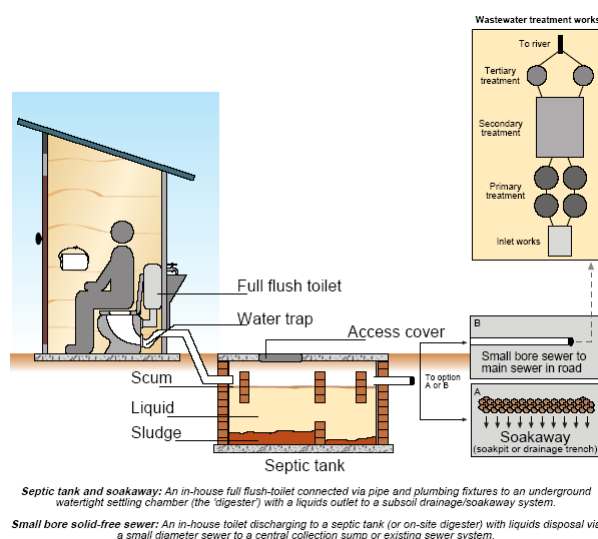 Wastewater treatment works
To river
Tertiary
treatment
Secondary
treatment
Primary
treatment
Inlet works
Full flush toilet
Water trap
Access cover
Scum
Liquid
Sludge
Septic tank
To option
A or B
B
Small bore sewer to
main sewer in road
A
Soakaway
(soakpit or drainage trench)
Septic tank and soakaway: An in-house full flush-toilet connected via pipe and plumbing fixtures to an underground
watertight settling chamber (the 'digester') with a liquids outlet to a subsoil drainage/soakaway system.
Small bore solid-free sewer: An in-house toilet discharging to a septic tank (or on-site digester) with liquids disposal via
a small diameter sewer to a central collection sump or existing sewer system.